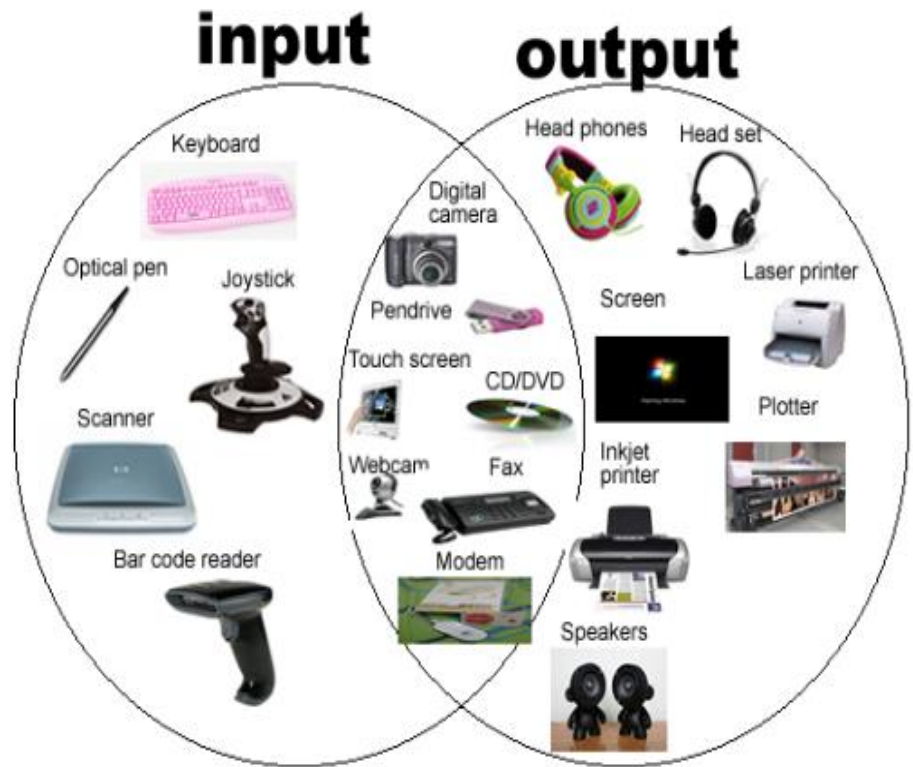 input
output
Keyboard
Head phones
Head set
Digital
camera
Optical pen
Joystick
Laser printer
Pendrive
Screen
Touch screen
CD/DVD
Scanner
Plotter
Webcam
Fax
Inkjet
printer
Bar code reader
Modem
Speakers